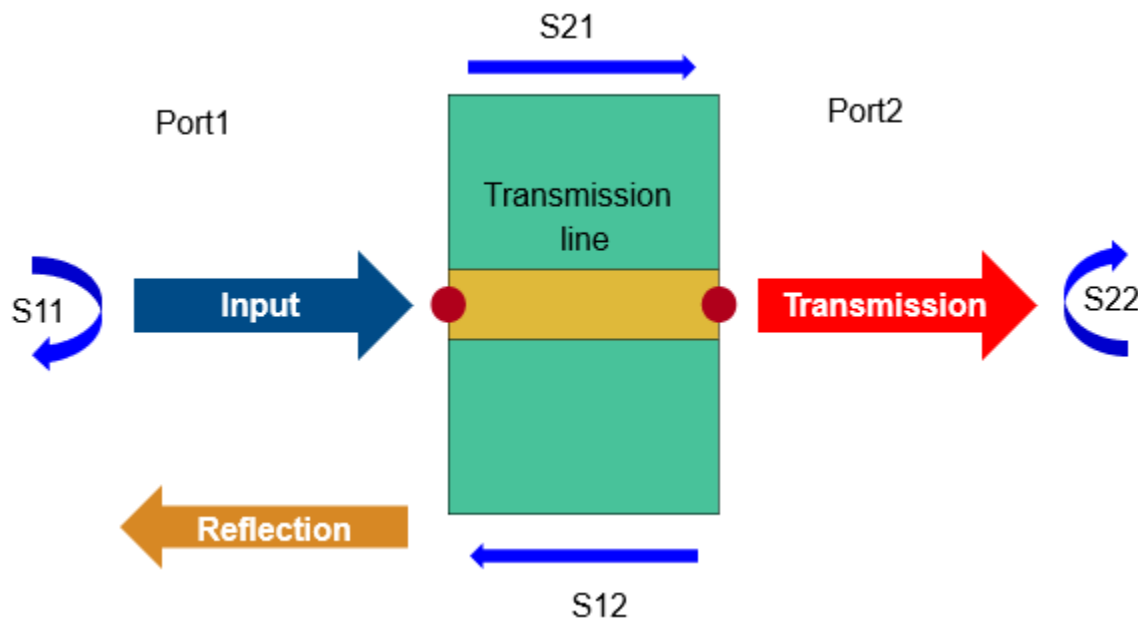 S21
Port1
Port2
Transmission
line
S11
Input
Transmission
S22
Reflection
S12